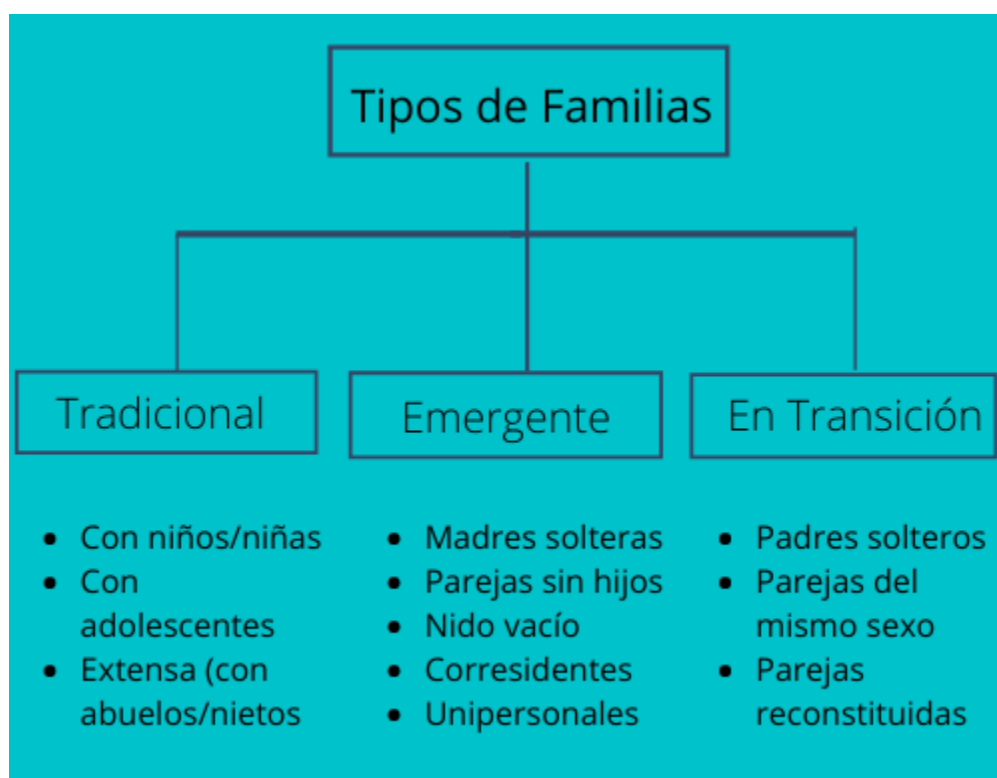 Tipos de Familias
Tradicional
• Con niños/niñas
• Con
adolescentes
• Extensa (con
abuelos/nietos
Emergente
• Madres solteras
• Parejas sin hijos
• Nido vacío
• Corresidentes
• Unipersonales
En Transición
• Padres solteros
• Parejas del
mismo sexo
• Parejas
reconstituidas